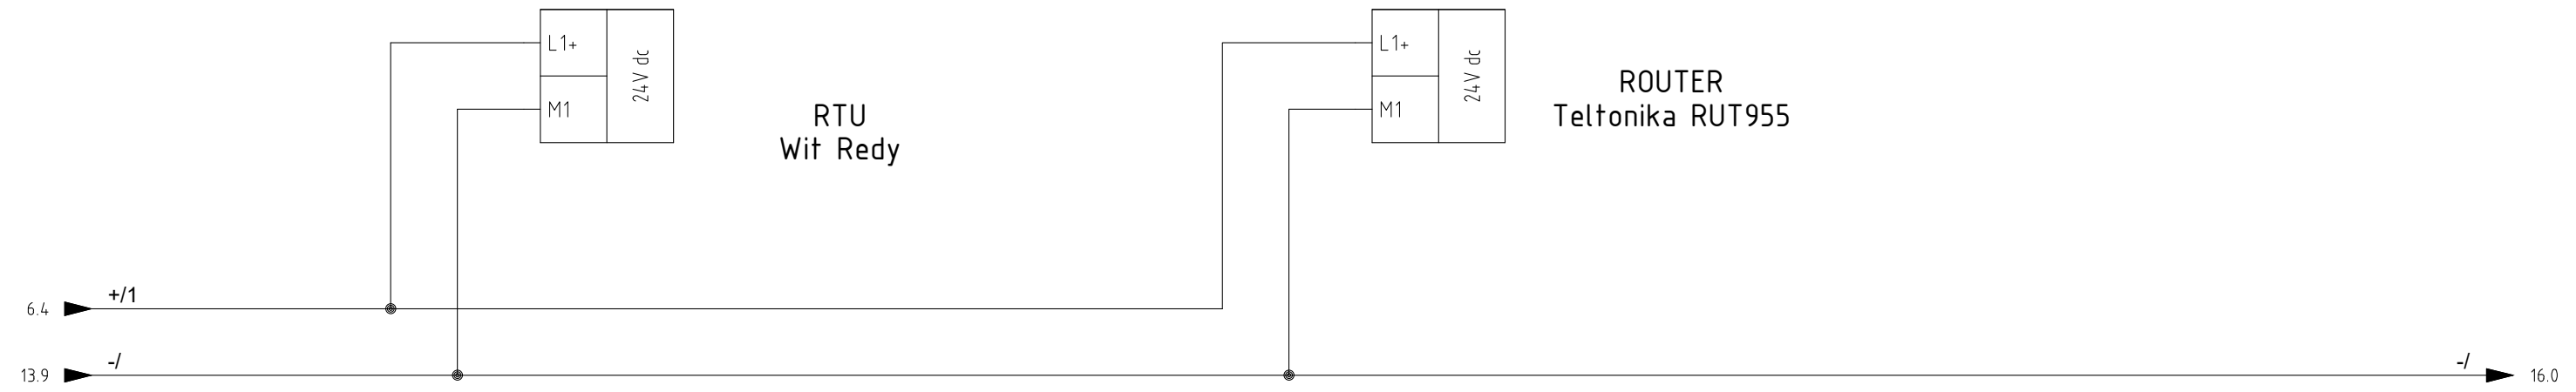 L1+
24V dc
M1
RTU
Wit Redy
L1+
24V dc
M1
ROUTER
Teltonika RUT955
6.4
+/1
13.9
-/
-/
16.0